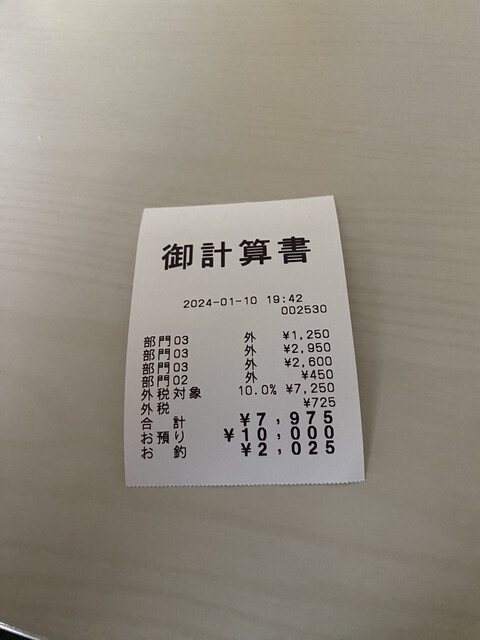 御計算書
2024-01-10 19:42
002530
部門03 外 ¥1,250
部門03 外 ¥2,950
部門03 外 ¥2,600
部門02 外 ¥450
外税対象 10.0% ¥7,250
外税 ¥725
合 計 ¥7,975
お預り ¥10,000
お 釣 ¥2,025